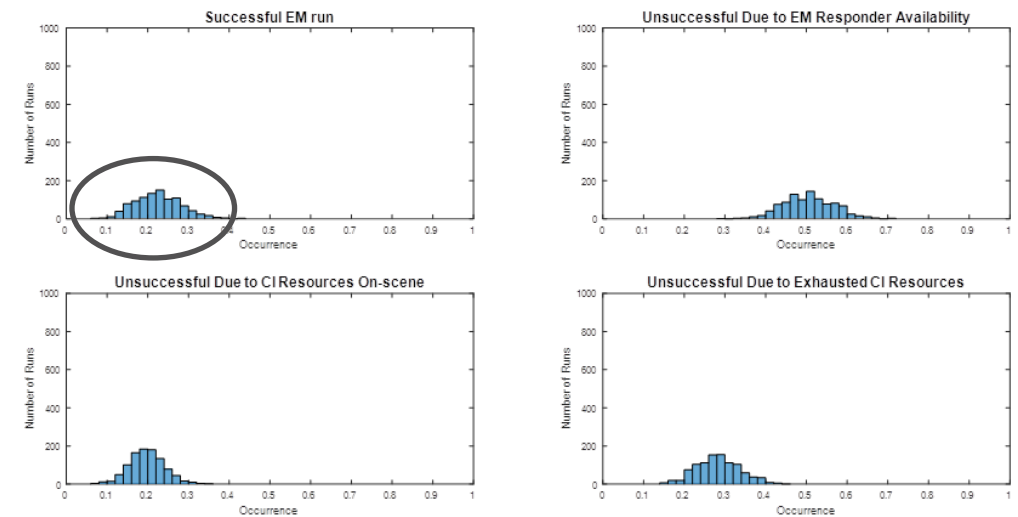 Successful EM run
1000
800
600
400
200
0
Number of Runs
0 0.1 0.2 0.3 0.4 0.5 0.6 0.7 0.8 0.9 1
Occurrence
Unsuccessful Due to EM Responder Availability
1000
800
600
400
200
0
Number of Runs
0 0.1 0.2 0.3 0.4 0.5 0.6 0.7 0.8 0.9 1
Occurrence
Unsuccessful Due to CI Resources On-scene
1000
800
600
400
200
0
Number of Runs
0 0.1 0.2 0.3 0.4 0.5 0.6 0.7 0.8 0.9 1
Occurrence
Unsuccessful Due to Exhausted CI Resources
1000
800
600
400
200
0
Number of Runs
0 0.1 0.2 0.3 0.4 0.5 0.6 0.7 0.8 0.9 1
Occurrence